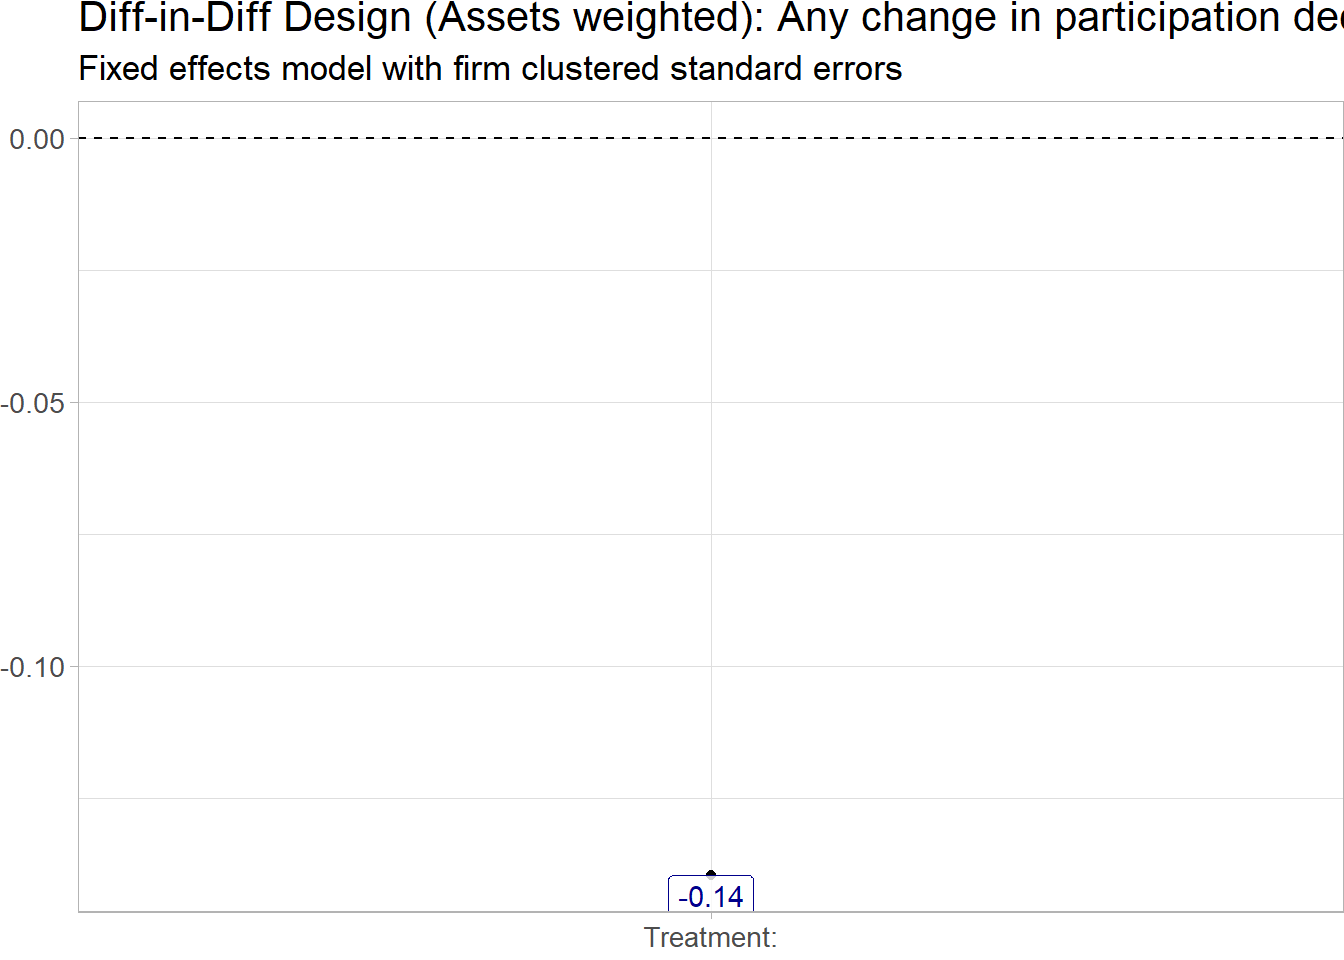 Diff-in-Diff Design (Assets weighted): Any change in participation
Fixed effects model with firm clustered standard errors
0.00
-0.05
-0.10
-0.14
Treatment: